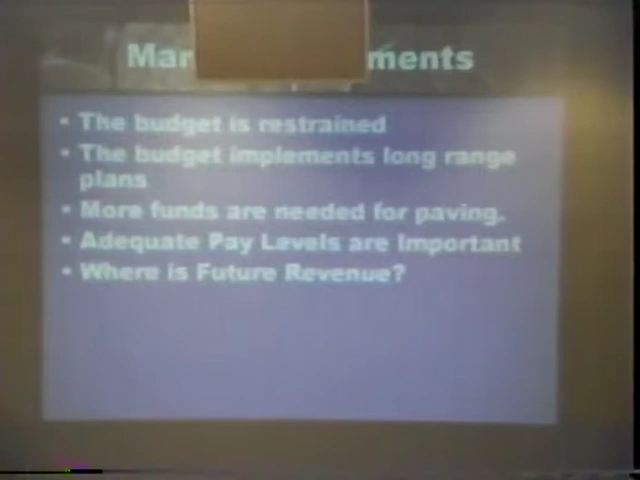 ments
• The budget is restrained
• The budget implements long range
plans
• More funds are needed for paving.
• Adequate Pay Levels are Important
• Where is Future Revenue?